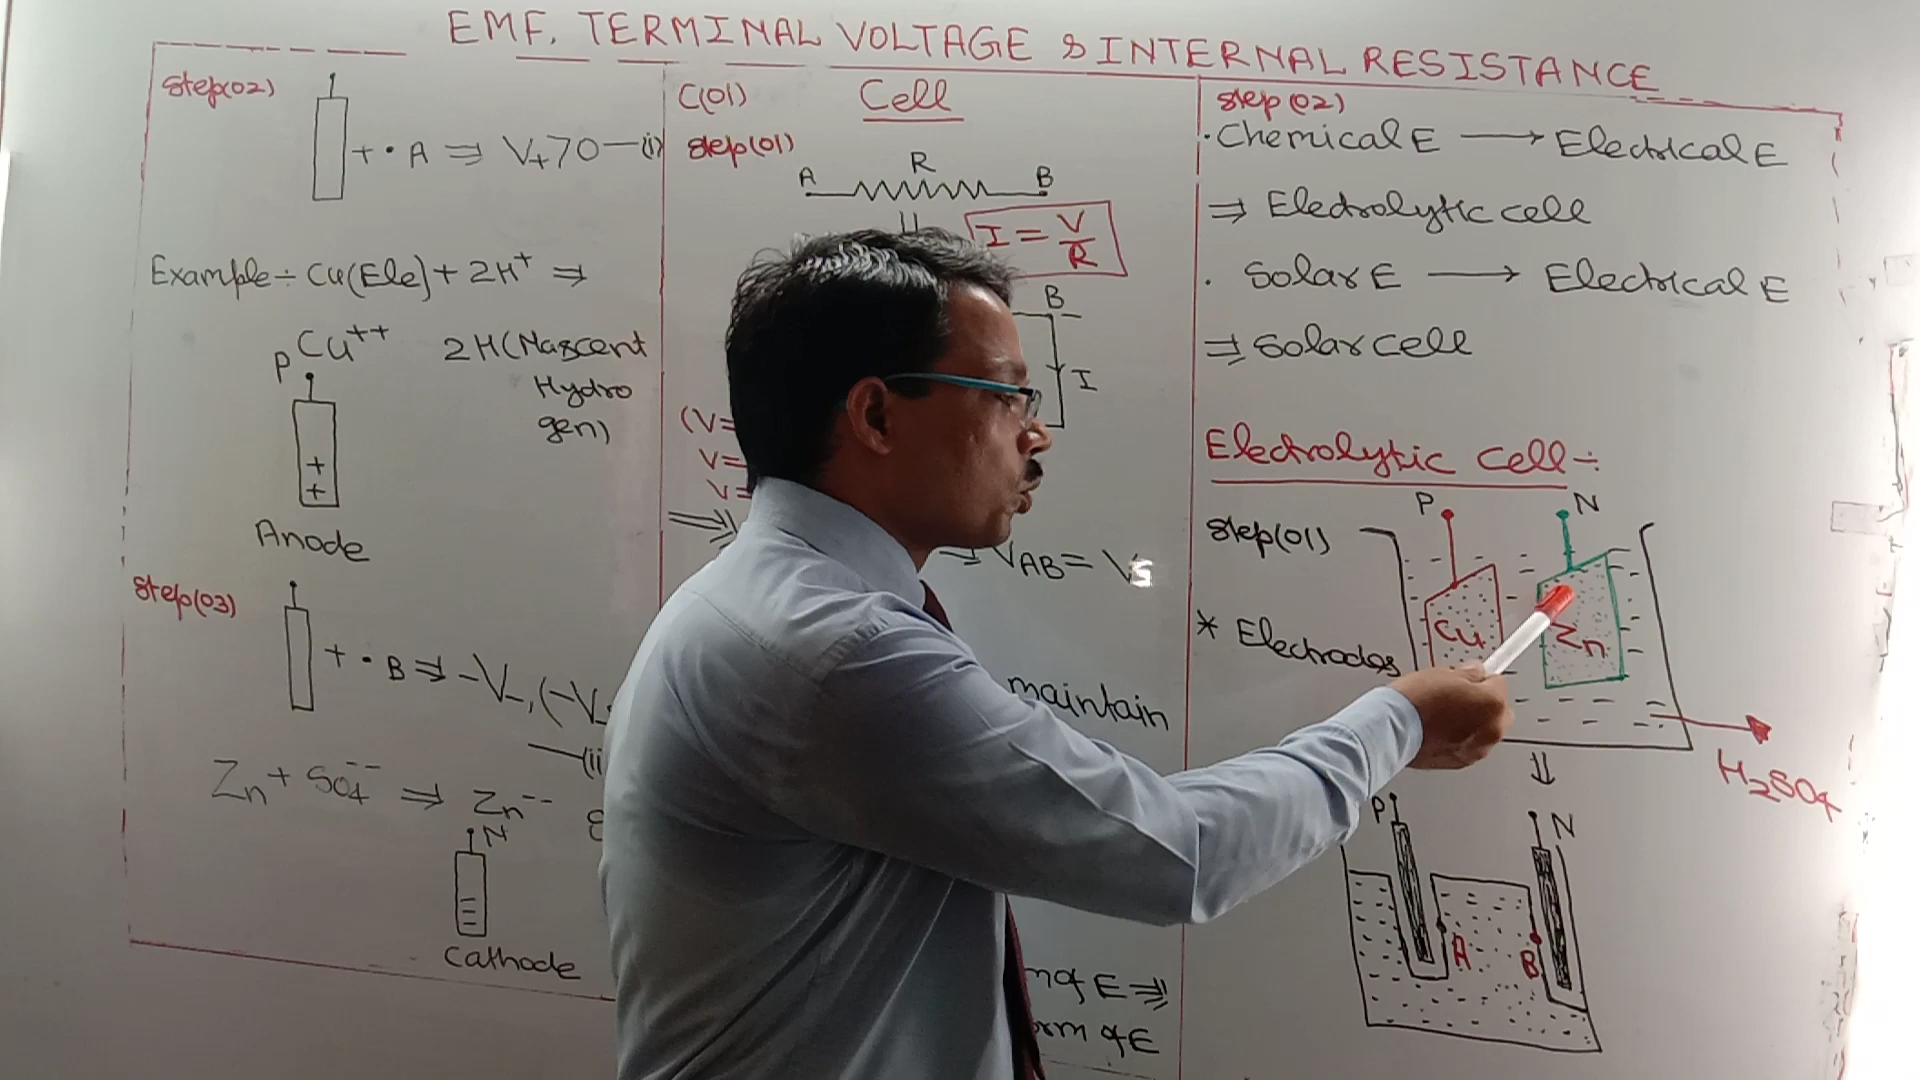 EMF, TERMINAL VOLTAGE & INTERNAL RESISTANCE
Step(02)
+ • A ⇒ V+70—(i)
Example÷ Cu(Ele)+2H⁺ ⇒
Cu⁺⁺ 2H(Nascent
Hydro
gen)
P
+
+
Anode
Step(03)
+ • B ⇒ -V-, (-V-
—(ii
Zn + SO₄⁻⁻ ⇒ Zn⁻⁻
N
Cathode
C(01) Cell
Step(01)
A R B
I = V/R
B
I
(V=
V=
V=
⇒ VAB = VS
maintain
m of E ⇒
orm of E
Step(02)
• Chemical E → Electrical E
⇒ Electrolytic cell
• Solar E → Electrical E
⇒ Solar cell
Electrolytic Cell÷
Step(01)
P N
Cu Zn
* Electrodes
H₂SO₄
P N
A B